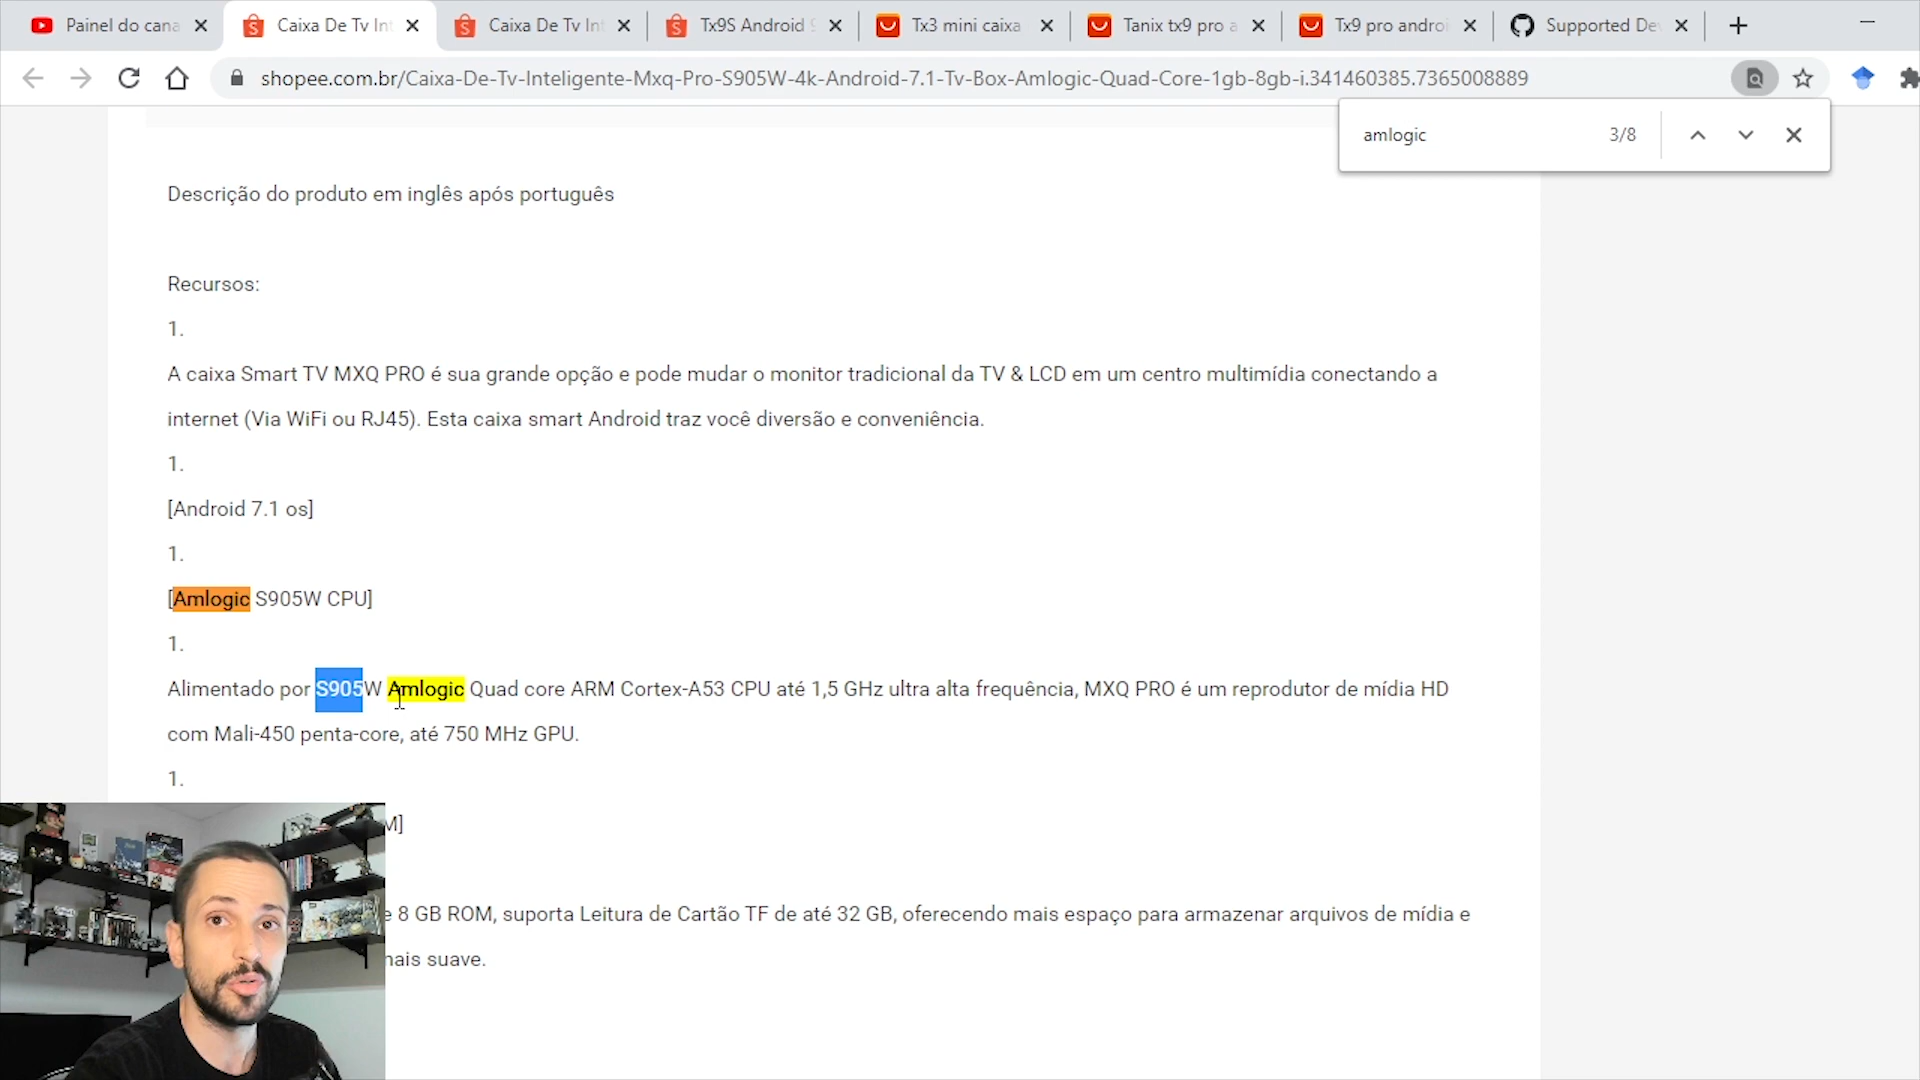 Painel do cana
Caixa De Tv Int
Caixa De Tv Int
Tx9S Android 9
Tx3 mini caixa
Tanix tx9 pro a
Tx9 pro androi
Supported De
shopee.com.br/Caixa-De-Tv-Inteligente-Mxq-Pro-S905W-4k-Android-7.1-Tv-Box-Amlogic-Quad-Core-1gb-8gb-i.341460385.7365008889
amlogic 3/8
Descrição do produto em inglês após português
Recursos:
1.
A caixa Smart TV MXQ PRO é sua grande opção e pode mudar o monitor tradicional da TV & LCD em um centro multimídia conectando a
internet (Via WiFi ou RJ45). Esta caixa smart Android traz você diversão e conveniência.
1.
[Android 7.1 os]
1.
[Amlogic S905W CPU]
1.
Alimentado por S905W Amlogic Quad core ARM Cortex-A53 CPU até 1,5 GHz ultra alta frequência, MXQ PRO é um reprodutor de mídia HD
com Mali-450 penta-core, até 750 MHz GPU.
1.
M]
e 8 GB ROM, suporta Leitura de Cartão TF de até 32 GB, oferecendo mais espaço para armazenar arquivos de mídia e
mais suave.